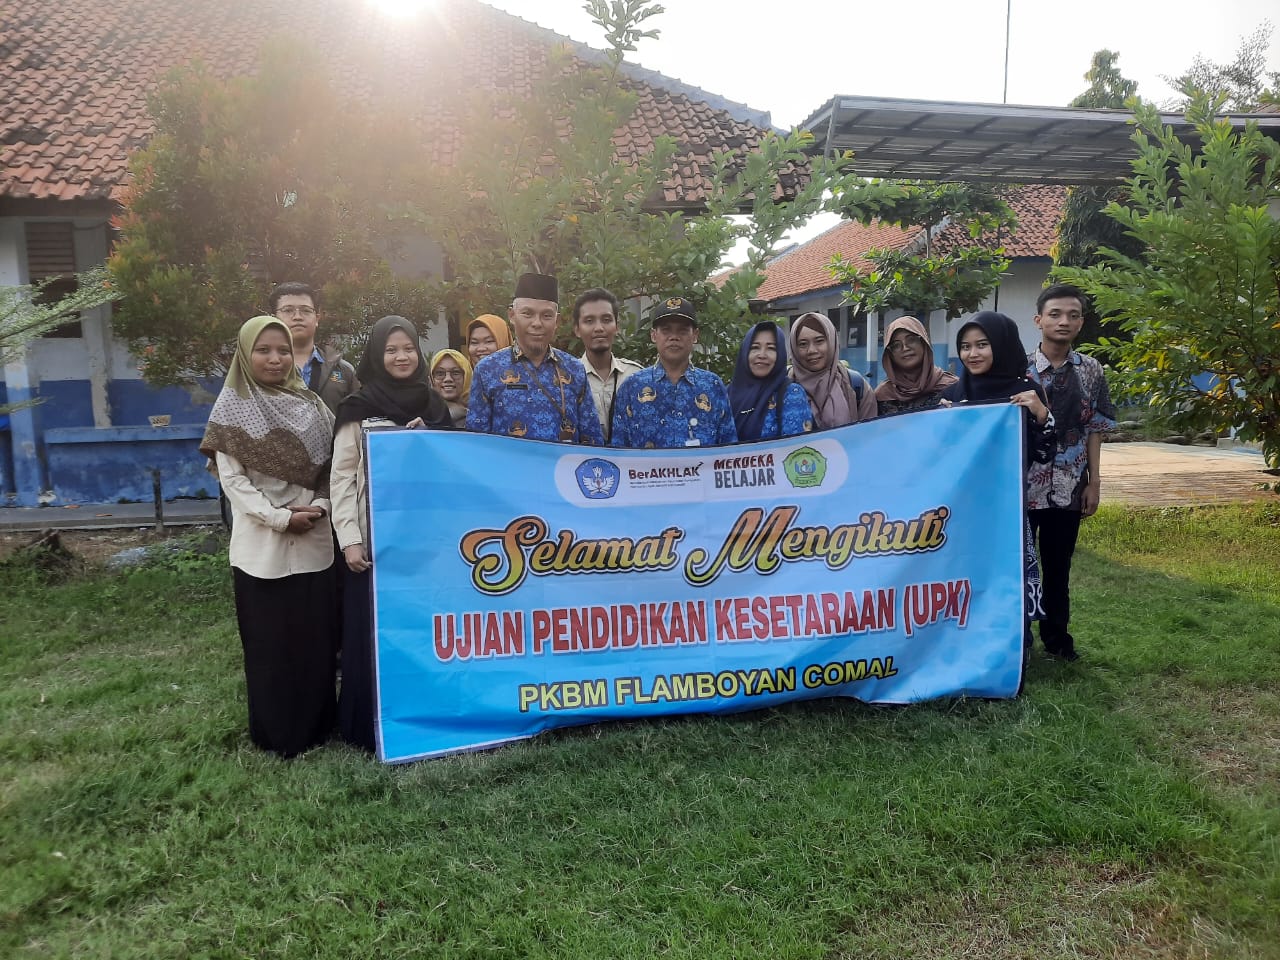 BerAKHLAK
MERDEKA
BELAJAR
Selamat Mengikuti
UJIAN PENDIDIKAN KESETARAAN (UPK)
PKBM FLAMBOYAN COMAL